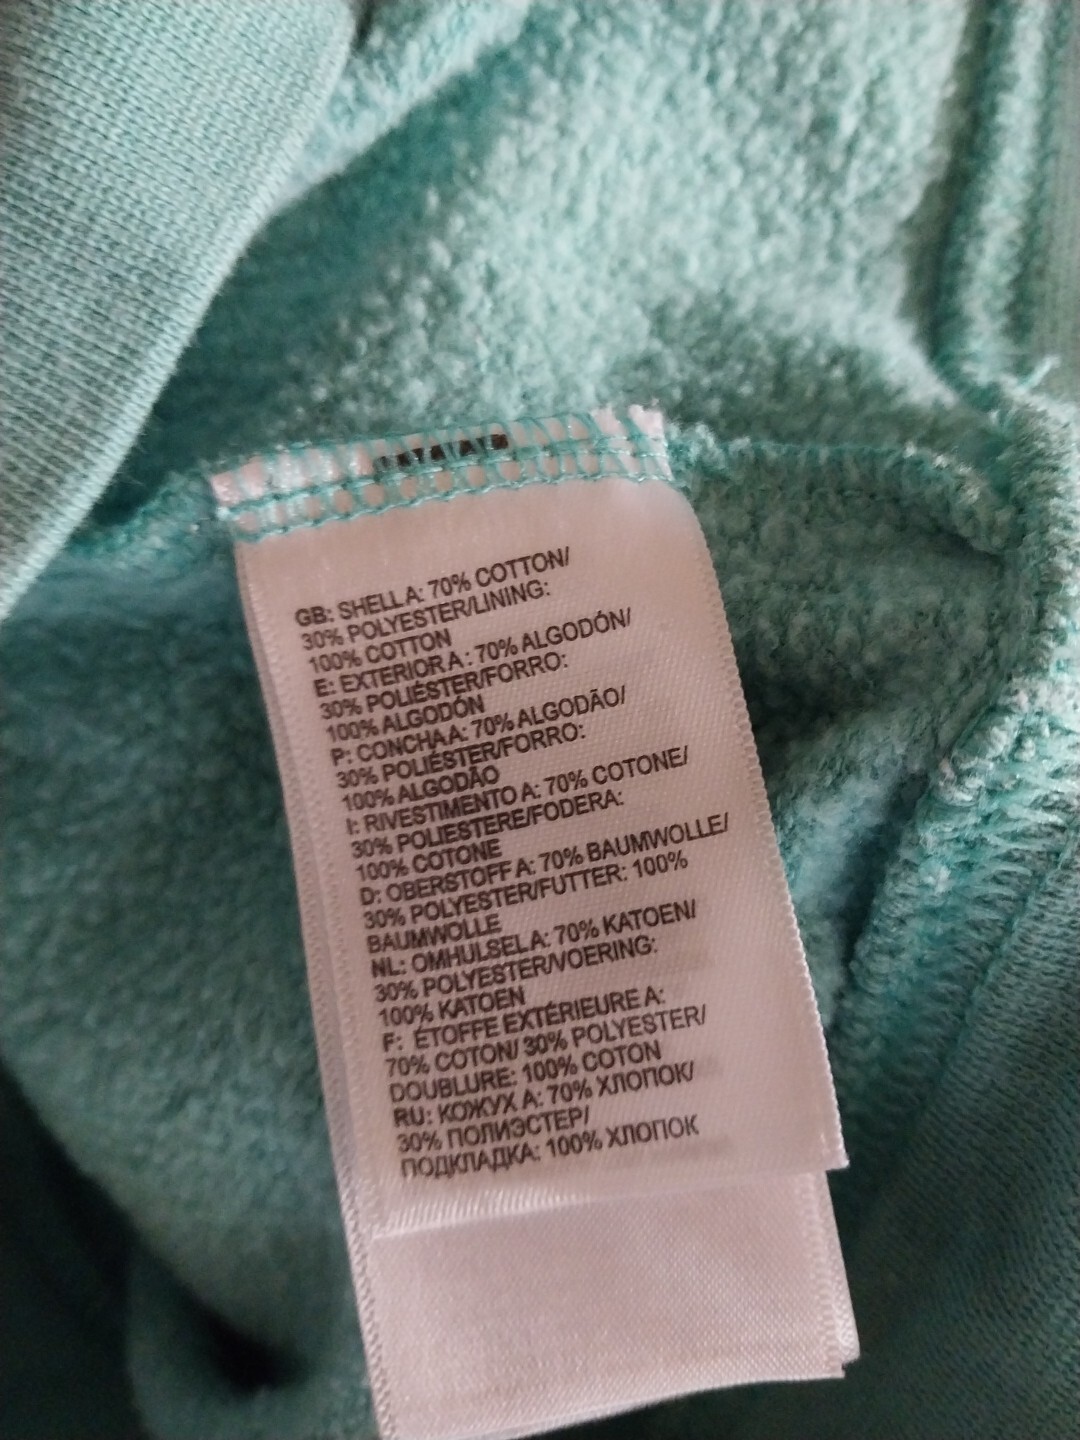 GB: SHELL A: 70% COTTON/
30% POLYESTER/LINING:
100% COTTON
E: EXTERIOR A : 70% ALGODÓN/
30% POLIÉSTER/FORRO:
100% ALGODÓN
P: CONCHA A: 70% ALGODÃO/
30% POLIÉSTER/FORRO:
100% ALGODÃO
I: RIVESTIMENTO A: 70% COTONE/
30% POLIESTERE/FODERA:
100% COTONE
D: OBERSTOFF A: 70% BAUMWOLLE/
30% POLYESTER/FUTTER: 100%
BAUMWOLLE
NL: OMHULSEL A: 70% KATOEN/
30% POLYESTER/VOERING:
100% KATOEN
F: ÉTOFFE EXTÉRIEURE A:
70% COTON/ 30% POLYESTER/
DOUBLURE: 100% COTON
RU: КОЖУХ А: 70% ХЛОПОК/
30% ПОЛИЭСТЕР/
ПОДКЛАДКА: 100% ХЛОПОК